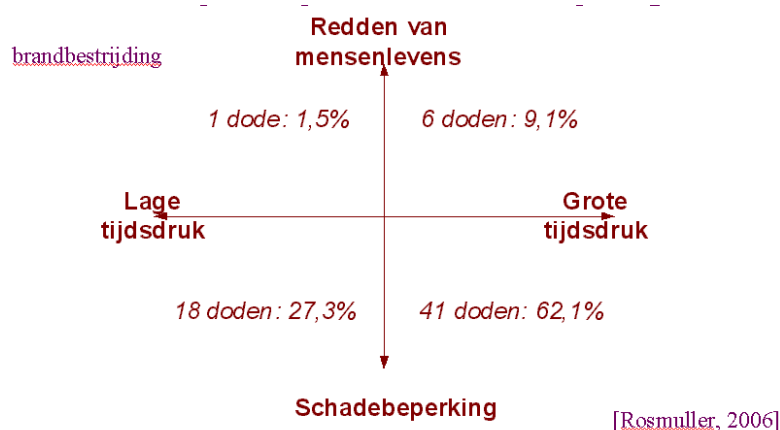 Redden van
mensenlevens
brandbestrijding
1 dode: 1,5%
6 doden: 9,1%
Lage
tijdsdruk
Grote
tijdsdruk
18 doden: 27,3%
41 doden: 62,1%
Schadebeperking
[Rosmuller, 2006]